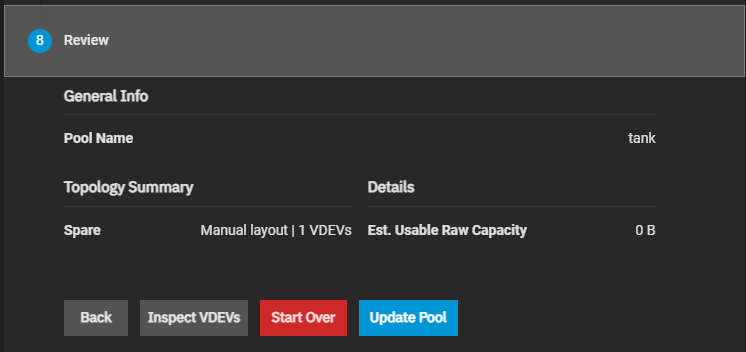 8 Review
General Info
Pool Name tank
Topology Summary Details
Spare Manual layout | 1 VDEVs Est. Usable Raw Capacity 0 B
Back Inspect VDEVs Start Over Update Pool